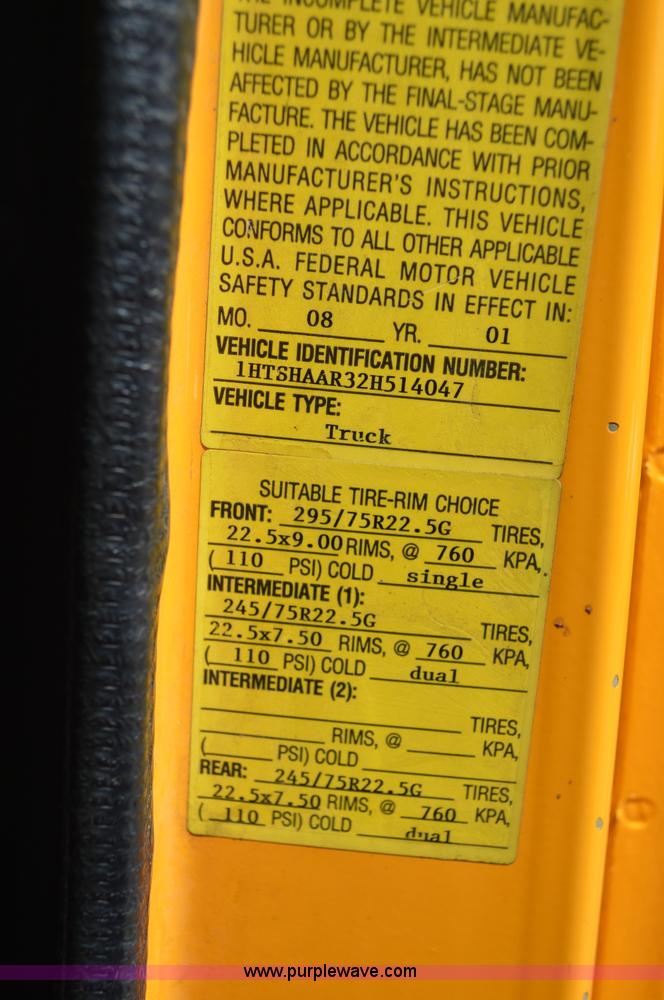 THE INCOMPLETE VEHICLE MANUFAC-
TURER OR BY THE INTERMEDIATE VE-
HICLE MANUFACTURER, HAS NOT BEEN
AFFECTED BY THE FINAL-STAGE MANU-
FACTURE. THE VEHICLE HAS BEEN COM-
PLETED IN ACCORDANCE WITH PRIOR
MANUFACTURER'S INSTRUCTIONS,
WHERE APPLICABLE. THIS VEHICLE
CONFORMS TO ALL OTHER APPLICABLE
U.S.A. FEDERAL MOTOR VEHICLE
SAFETY STANDARDS IN EFFECT IN:
MO. 08 YR. 01
VEHICLE IDENTIFICATION NUMBER:
1HTSHAAR32H514047
VEHICLE TYPE:
Truck
SUITABLE TIRE-RIM CHOICE
FRONT: 295/75R22.5G TIRES,
22.5x9.00 RIMS, @ 760 KPA,
( 110 PSI) COLD single
INTERMEDIATE (1):
245/75R22.5G TIRES,
22.5x7.50 RIMS, @ 760 KPA,
( 110 PSI) COLD dual
INTERMEDIATE (2):
TIRES,
RIMS, @ KPA,
( PSI) COLD
REAR: 245/75R22.5G TIRES,
22.5x7.50 RIMS, @ 760 KPA,
( 110 PSI) COLD dual
www.purplewave.com